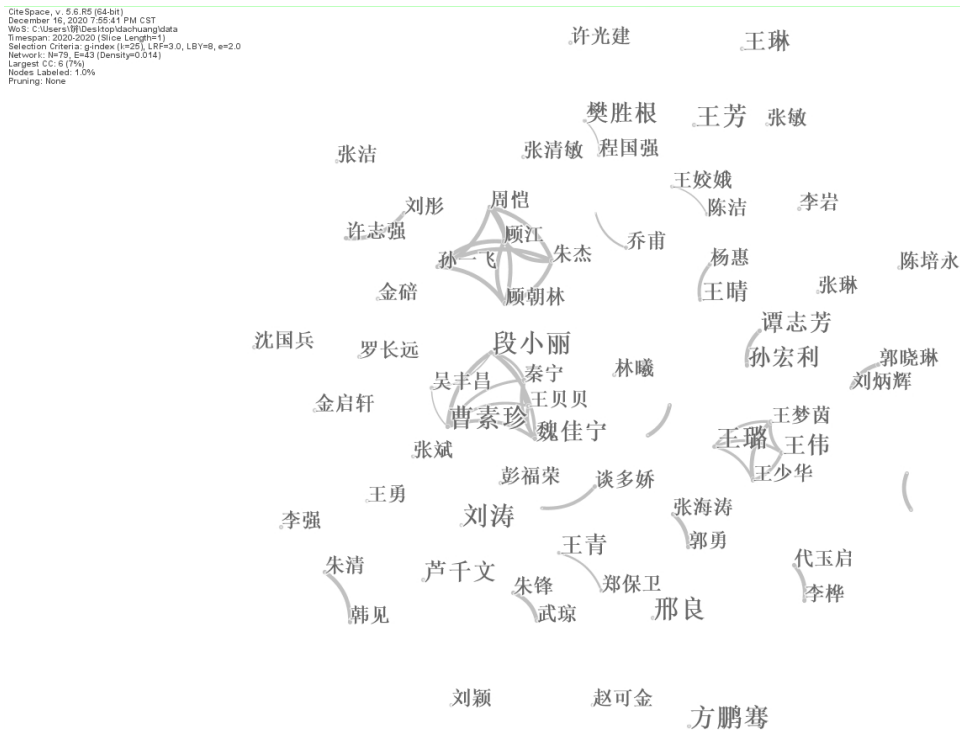 CiteSpace, v. 5.6.R5 (64-bit)
December 16, 2020 7:55:41 PM CST
WoS: C:\Users\饼\Desktop\dachuang\data
Timespan: 2020-2020 (Slice Length=1)
Selection Criteria: g-index (k=25), LRF=3.0, LBY=8, e=2.0
Network: N=79, E=43 (Density=0.014)
Largest CC: 6 (7%)
Nodes Labeled: 1.0%
Pruning: None
许光建
王琳
樊胜根
王芳
张敏
张清敏
程国强
张洁
王姣娥
周恺
刘彤
陈洁
李岩
许志强
顾江
乔甫
孙一飞
朱杰
杨惠
陈培永
金碚
顾朝林
王晴
张琳
谭志芳
沈国兵
罗长远
段小丽
孙宏利
郭晓琳
吴丰昌
秦宁
林曦
刘炳辉
金启轩
王贝贝
曹素珍
魏佳宁
王梦茵
王璐
王伟
张斌
彭福荣
谈多娇
王少华
王勇
刘涛
张海涛
李强
郭勇
王青
朱清
芦千文
代玉启
朱锋
郑保卫
李桦
韩见
武琼
邢良
刘颖
赵可金
方鹏骞